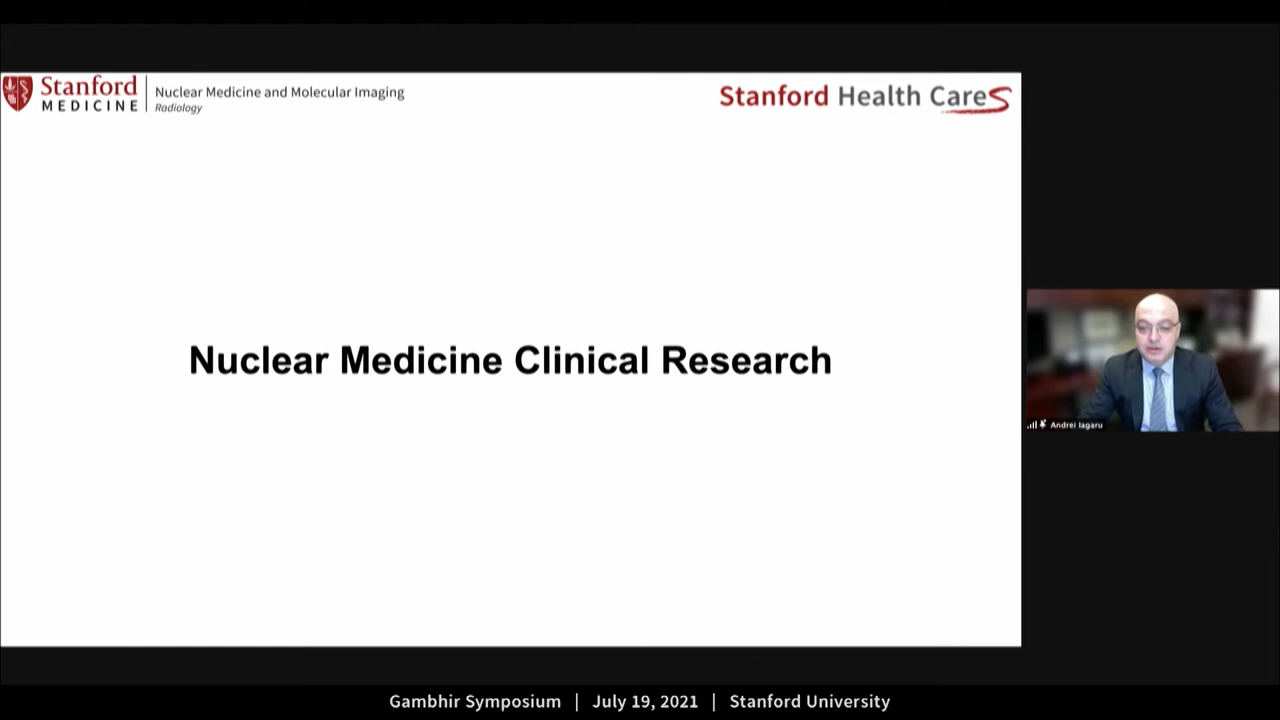 Stanford
MEDICINE
Nuclear Medicine and Molecular Imaging
Radiology
Stanford Health Care
Nuclear Medicine Clinical Research
Andrei Iagaru
Gambhir Symposium | July 19, 2021 | Stanford University